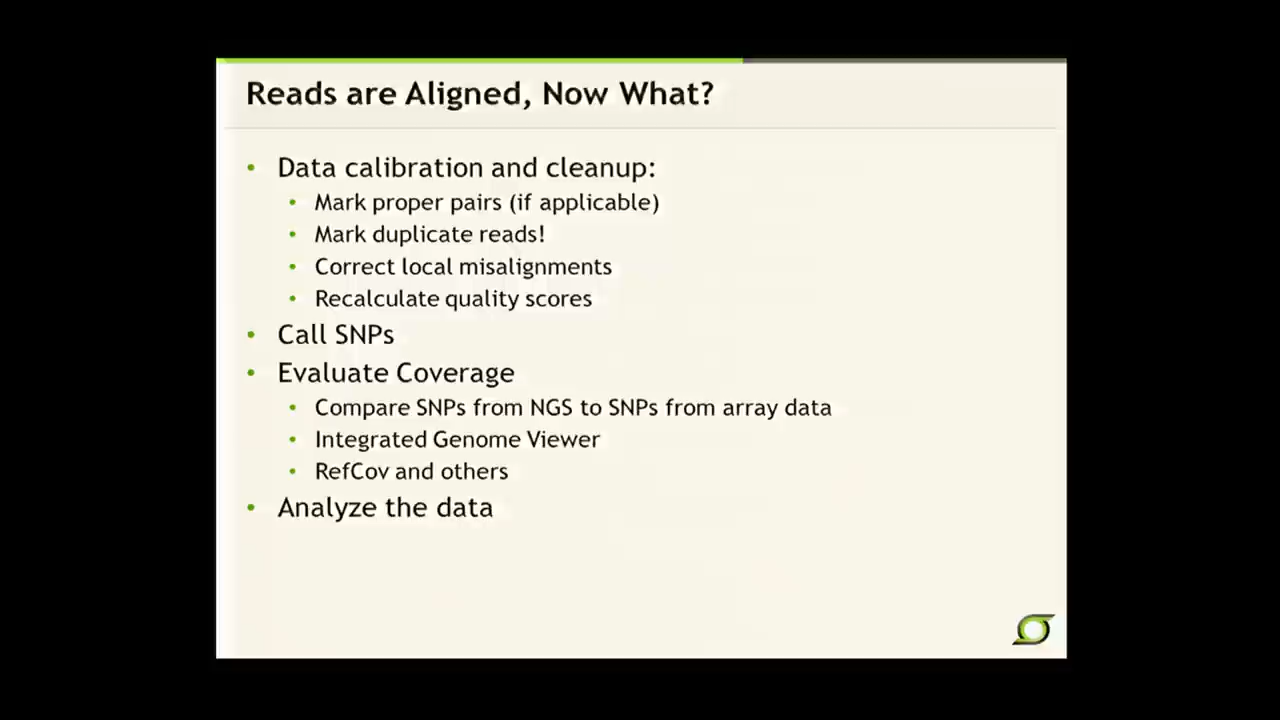 Reads are Aligned, Now What?
• Data calibration and cleanup:
• Mark proper pairs (if applicable)
• Mark duplicate reads!
• Correct local misalignments
• Recalculate quality scores
• Call SNPs
• Evaluate Coverage
• Compare SNPs from NGS to SNPs from array data
• Integrated Genome Viewer
• RefCov and others
• Analyze the data